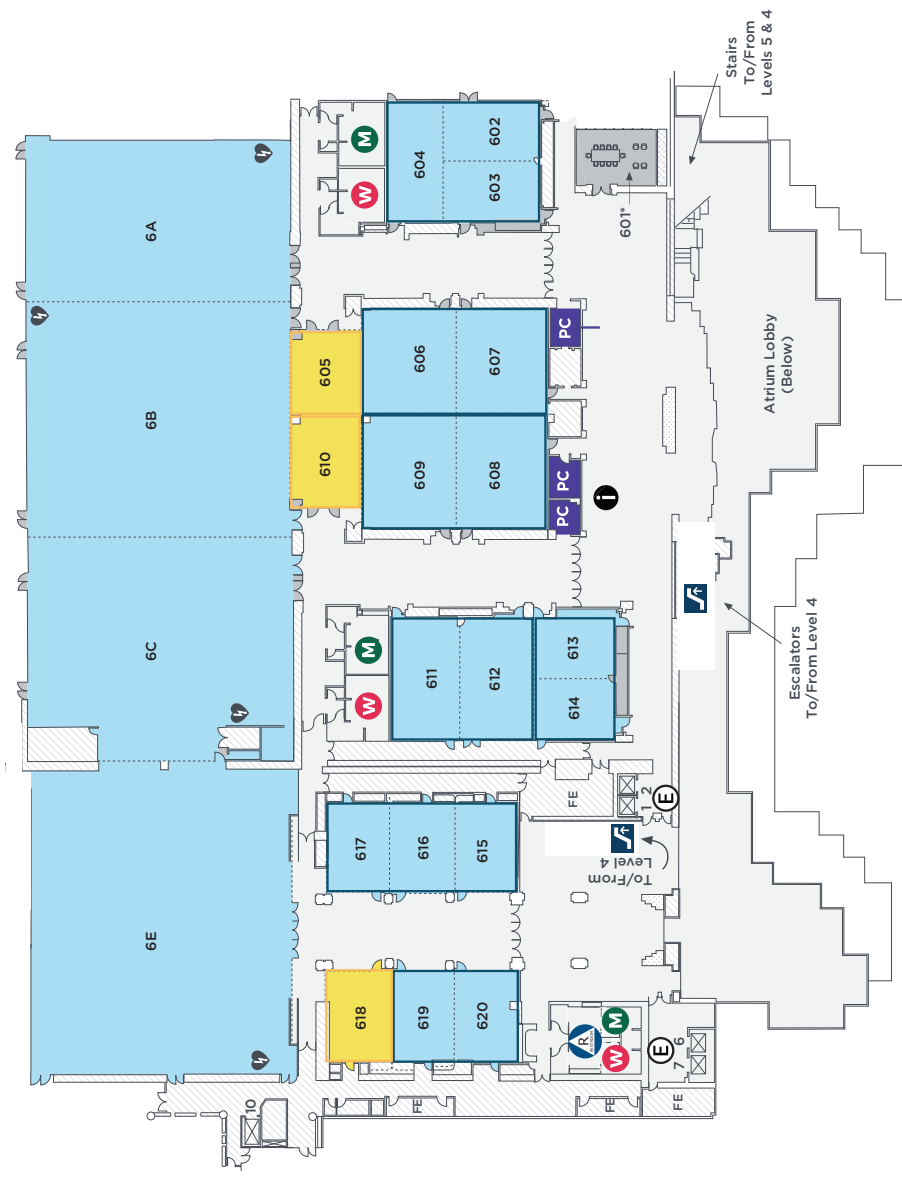 Stairs
To/From
Levels 5 & 4
6A
M
W
604
602
603
601*
6B
605
606
607
PC
610
609
608
PC
PC
i
Atrium Lobby
(Below)
6C
M
W
611
612
613
614
Escalators
To/From Level 4
FE
1 2
E
To/From
Level 4
617
616
615
6E
618
619
620
R
M
W
E
7 6
10
FE
FE
FE